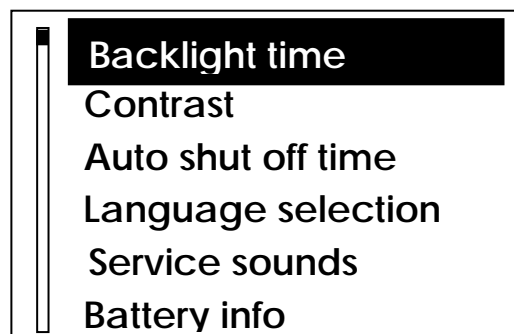 Backlight time
Contrast
Auto shut off time
Language selection
Service sounds
Battery info